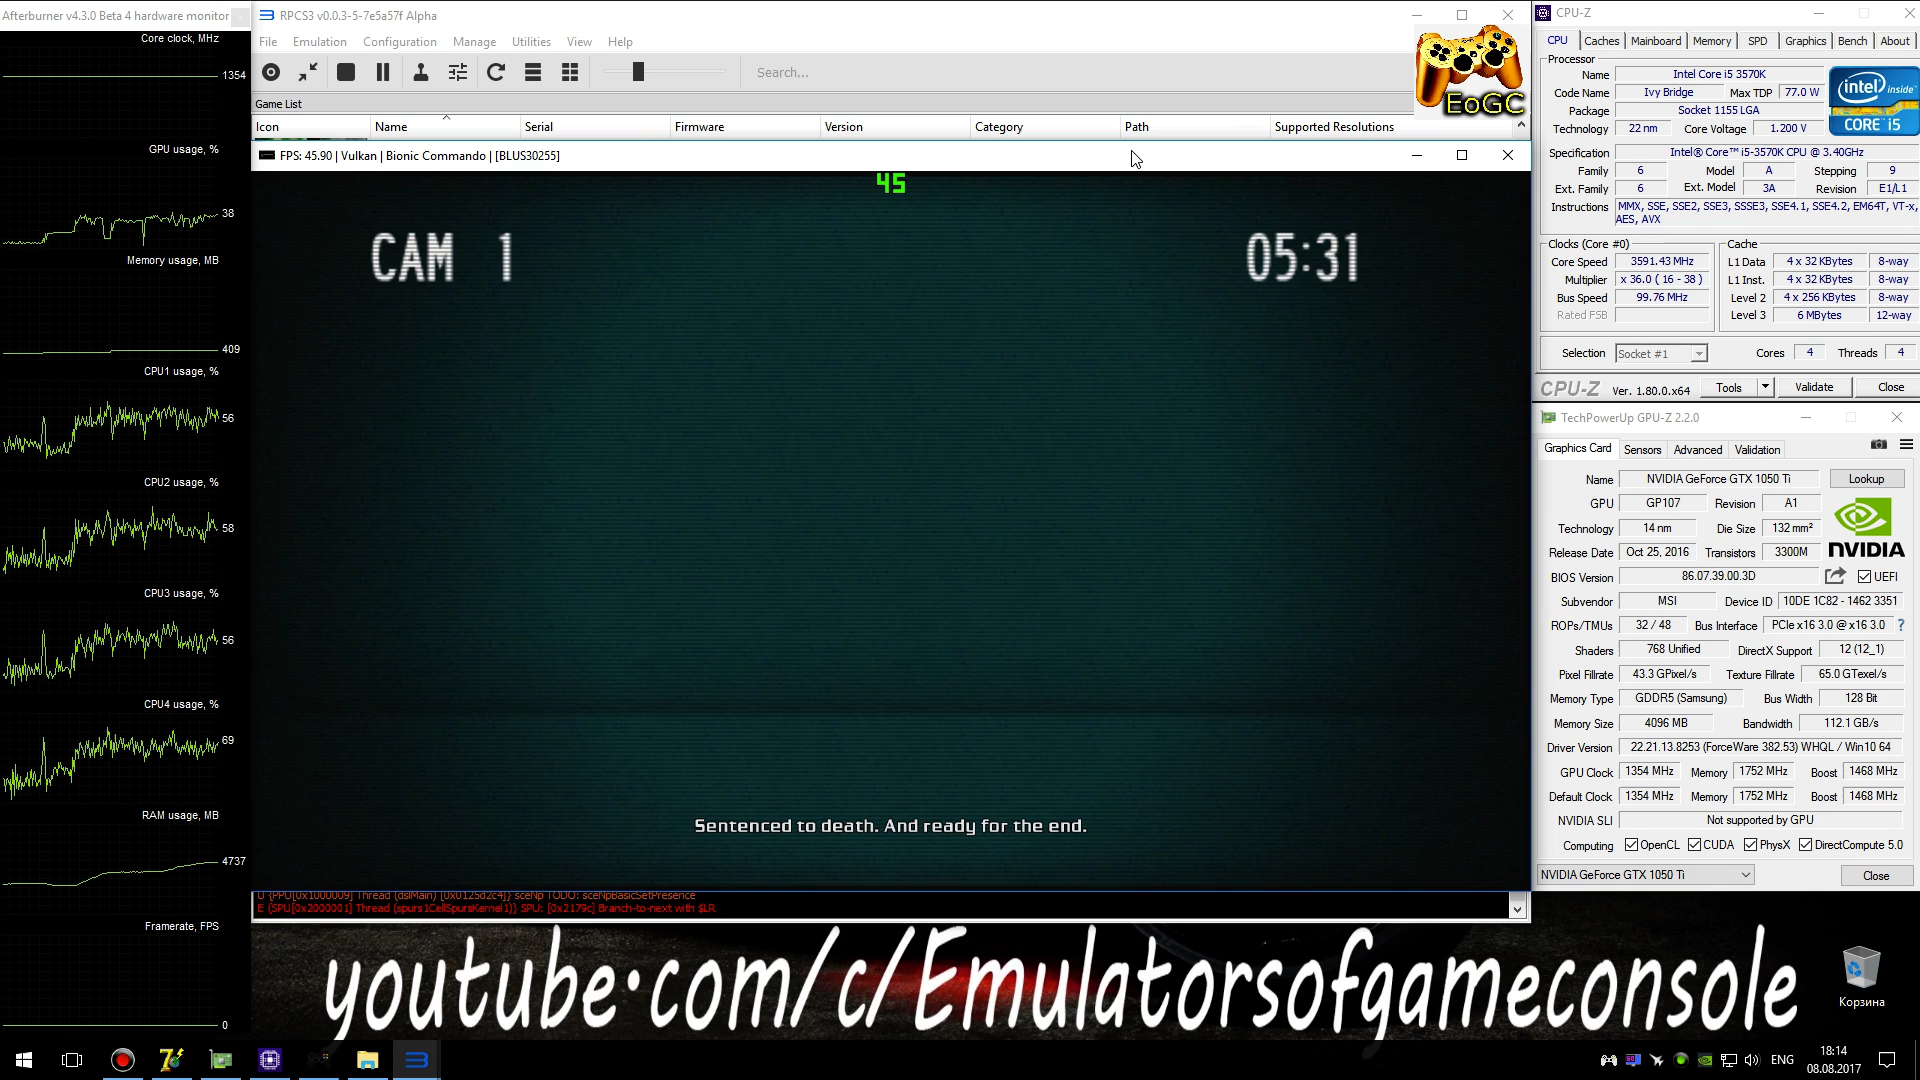 Afterburner v4.3.0 Beta 4 hardware monitor
Core clock, MHz
1354
GPU usage, %
38
Memory usage, MB
409
CPU1 usage, %
56
CPU2 usage, %
58
CPU3 usage, %
56
CPU4 usage, %
69
RAM usage, MB
4737
Framerate, FPS
0
RPCS3 v0.0.3-5-7e5a57f Alpha
File Emulation Configuration Manage Utilities View Help
Search...
EoGC
Game List
Icon Name Serial Firmware Version Category Path Supported Resolutions
FPS: 45.90 | Vulkan | Bionic Commando | [BLUS30255]
45
CAM 1 05:31
Sentenced to death. And ready for the end.
U {PPU[0x1000009] Thread (dslMain) [0x0125d2c4]} sceNp TODO: sceNpBasicSetPresence
E {SPU[0x2000001] Thread (spurs1CellSpursKernel1)} SPU: [0x2179c] Branch-to-next with $LR
CPU-Z
CPU Caches Mainboard Memory SPD Graphics Bench About
Processor
Name Intel Core i5 3570K
Code Name Ivy Bridge Max TDP 77.0 W
Package Socket 1155 LGA
Technology 22 nm Core Voltage 1.200 V
intel inside™
CORE i5
Specification Intel® Core™ i5-3570K CPU @ 3.40GHz
Family 6 Model A Stepping 9
Ext. Family 6 Ext. Model 3A Revision E1/L1
Instructions MMX, SSE, SSE2, SSE3, SSSE3, SSE4.1, SSE4.2, EM64T, VT-x,
AES, AVX
Clocks (Core #0)
Core Speed 3591.43 MHz
Multiplier x 36.0 ( 16 - 38 )
Bus Speed 99.76 MHz
Rated FSB
Cache
L1 Data 4 x 32 KBytes 8-way
L1 Inst. 4 x 32 KBytes 8-way
Level 2 4 x 256 KBytes 8-way
Level 3 6 MBytes 12-way
Selection Socket #1 Cores 4 Threads 4
CPU-Z Ver. 1.80.0.x64 Tools Validate Close
TechPowerUp GPU-Z 2.2.0
Graphics Card Sensors Advanced Validation
Name NVIDIA GeForce GTX 1050 Ti Lookup
GPU GP107 Revision A1
Technology 14 nm Die Size 132 mm²
Release Date Oct 25, 2016 Transistors 3300M
NVIDIA
BIOS Version 86.07.39.00.3D UEFI
Subvendor MSI Device ID 10DE 1C82 - 1462 3351
ROPs/TMUs 32 / 48 Bus Interface PCIe x16 3.0 @ x16 3.0 ?
Shaders 768 Unified DirectX Support 12 (12_1)
Pixel Fillrate 43.3 GPixel/s Texture Fillrate 65.0 GTexel/s
Memory Type GDDR5 (Samsung) Bus Width 128 Bit
Memory Size 4096 MB Bandwidth 112.1 GB/s
Driver Version 22.21.13.8253 (ForceWare 382.53) WHQL / Win10 64
GPU Clock 1354 MHz Memory 1752 MHz Boost 1468 MHz
Default Clock 1354 MHz Memory 1752 MHz Boost 1468 MHz
NVIDIA SLI Not supported by GPU
Computing OpenCL CUDA PhysX DirectCompute 5.0
NVIDIA GeForce GTX 1050 Ti Close
youtube.com/c/Emulatorsofgameconsole
Корзина
ENG
18:14
08.08.2017